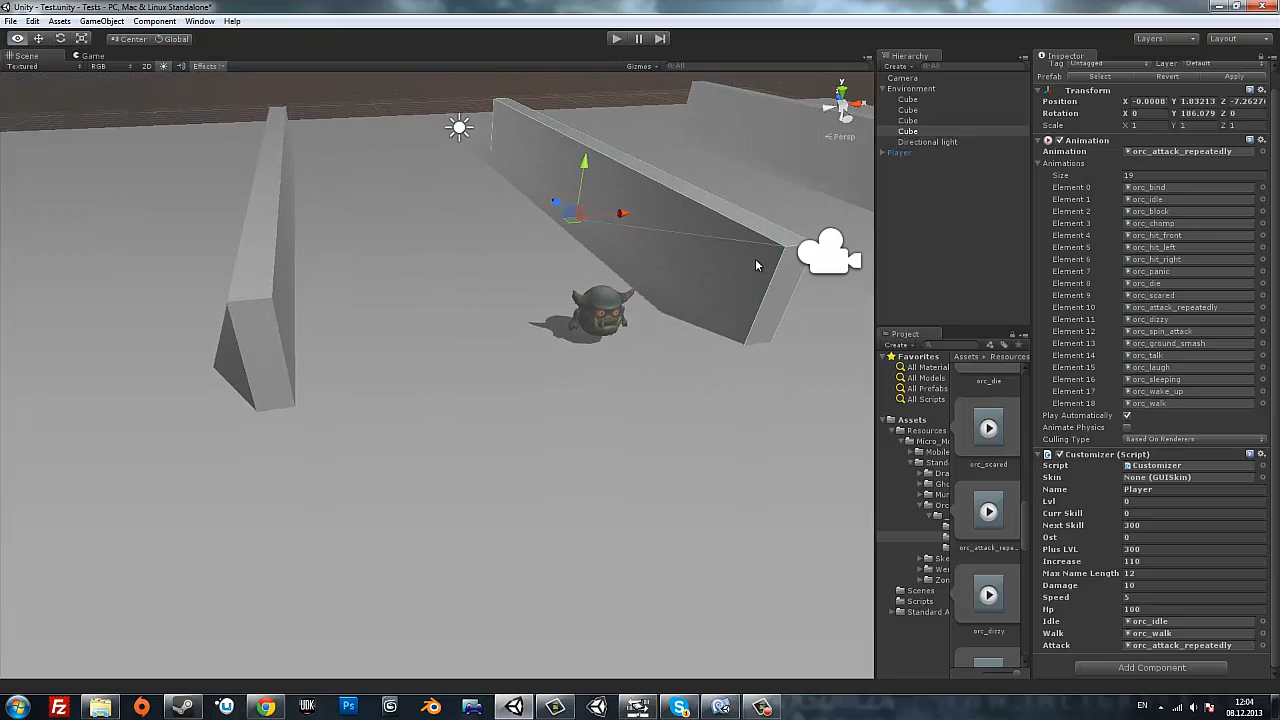 Unity - Test.unity - Tests - PC, Mac & Linux Standalone*
File Edit Assets GameObject Component Window Help
Center Global
Layers Layout
Scene Game
Textured RGB 2D Effects Gizmos All
Persp
y
x
Hierarchy
Create All
Camera
Environment
Cube
Cube
Cube
Cube
Directional light
Player
Project
Create
Favorites
All Material
All Models
All Prefabs
All Scripts
Assets
Resources
Micro_M
Mobile
Stand
Dra
Gho
Mur
Orc
Ske
We
Zon
Scenes
Scripts
Standard A
Assets Resources
orc_die
orc_scared
orc_attack_repe...
orc_dizzy
Inspector
Tag Untagged Layer Default
Prefab Select Revert Apply
Transform
Position X -0.0008 Y 1.83213 Z -7.2627
Rotation X 0 Y 186.079 Z 0
Scale X 1 Y 1 Z 1
Animation
Animation orc_attack_repeatedly
Animations
Size 19
Element 0 orc_bind
Element 1 orc_idle
Element 2 orc_block
Element 3 orc_chomp
Element 4 orc_hit_front
Element 5 orc_hit_left
Element 6 orc_hit_right
Element 7 orc_panic
Element 8 orc_die
Element 9 orc_scared
Element 10 orc_attack_repeatedly
Element 11 orc_dizzy
Element 12 orc_spin_attack
Element 13 orc_ground_smash
Element 14 orc_talk
Element 15 orc_laugh
Element 16 orc_sleeping
Element 17 orc_wake_up
Element 18 orc_walk
Play Automatically
Animate Physics
Culling Type Based On Renderers
Customizer (Script)
Script Customizer
Skin None (GUISkin)
Name Player
Lvl 0
Curr Skill 0
Next Skill 300
Ost 0
Plus LVL 300
Increase 110
Max Name Length 12
Damage 10
Speed 5
Hp 100
Idle orc_idle
Walk orc_walk
Attack orc_attack_repeatedly
Add Component
UDK
Ps
EN
12:04
08.12.2013